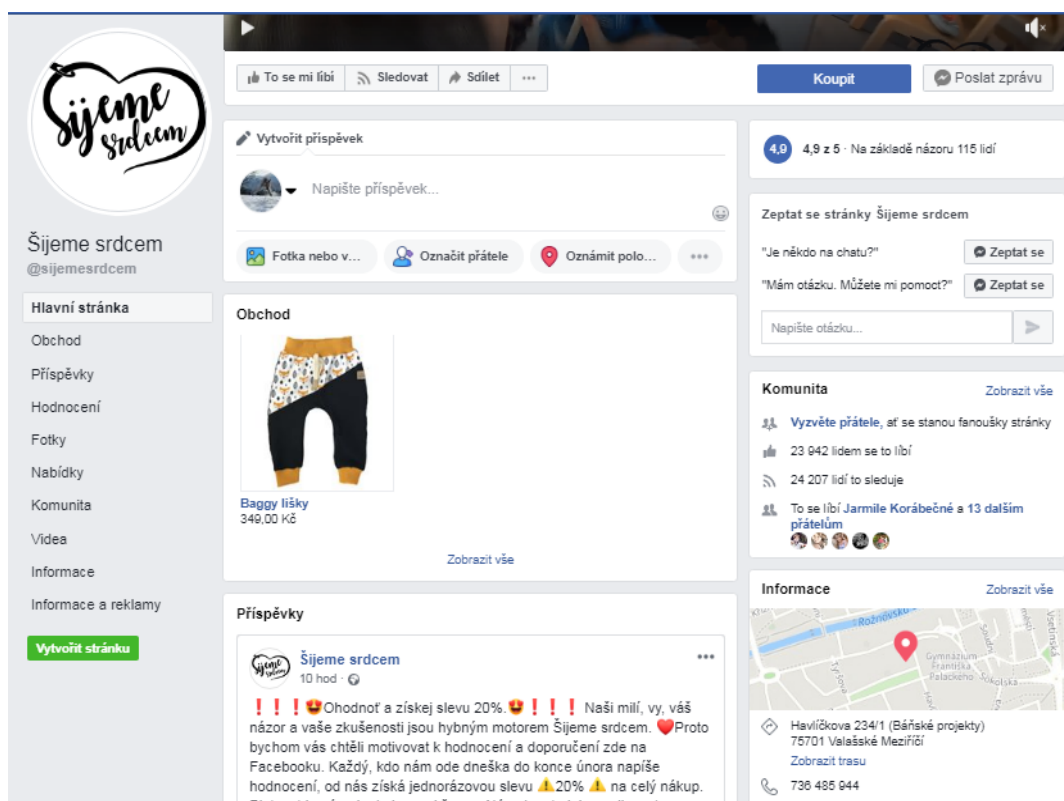 Šijeme srdcem
Šijeme srdcem
@sijemesrdcem
Hlavní stránka
Obchod
Příspěvky
Hodnocení
Fotky
Nabídky
Komunita
Videa
Informace
Informace a reklamy
Vytvořit stránku
To se mi líbí
Sledovat
Sdílet
Koupit
Poslat zprávu
Vytvořit příspěvek
Napište příspěvek...
Fotka nebo v...
Označit přátele
Oznámit polo...
Obchod
Baggy lišky
349,00 Kč
Zobrazit vše
Příspěvky
Šijeme srdcem
10 hod ·
❗❗❗😍Ohodnoť a získej slevu 20%.😍❗❗❗ Naši milí, vy, váš
názor a vaše zkušenosti jsou hybným motorem Šijeme srdcem. ❤Proto
bychom vás chtěli motivovat k hodnocení a doporučení zde na
Facebooku. Každý, kdo nám ode dneška do konce února napíše
hodnocení, od nás získá jednorázovou slevu ⚠20% ⚠ na celý nákup.
4,9
4,9 z 5 · Na základě názoru 115 lidí
Zeptat se stránky Šijeme srdcem
"Je někdo na chatu?"
Zeptat se
"Mám otázku. Můžete mi pomoct?"
Zeptat se
Napište otázku...
Komunita
Zobrazit vše
Vyzvěte přátele, ať se stanou fanoušky stránky
23 942 lidem se to líbí
24 207 lidí to sleduje
To se líbí Jarmile Korábečné a 13 dalším
přátelům
Informace
Zobrazit vše
Rožnovsku
Tyršova
Gymnázium
Františka
Palackého
Sokolská
Soudní
Vsetínská
Havlíčkova 234/1 (Báňské projekty)
75701 Valašské Meziříčí
Zobrazit trasu
736 485 944